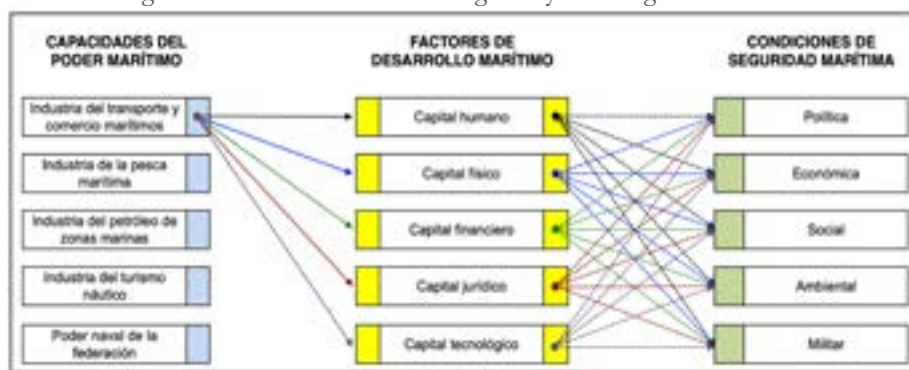 CAPACIDADES DEL
PODER MARÍTIMO
FACTORES DE
DESARROLLO MARÍTIMO
CONDICIONES DE
SEGURIDAD MARÍTIMA
Industria del transporte y
comercio marítimos
Capital humano
Política
Industria de la pesca
marítima
Capital físico
Económica
Industria del petróleo de
zonas marinas
Capital financiero
Social
Industria del turismo
náutico
Capital jurídico
Ambiental
Poder naval de la
federación
Capital tecnológico
Militar